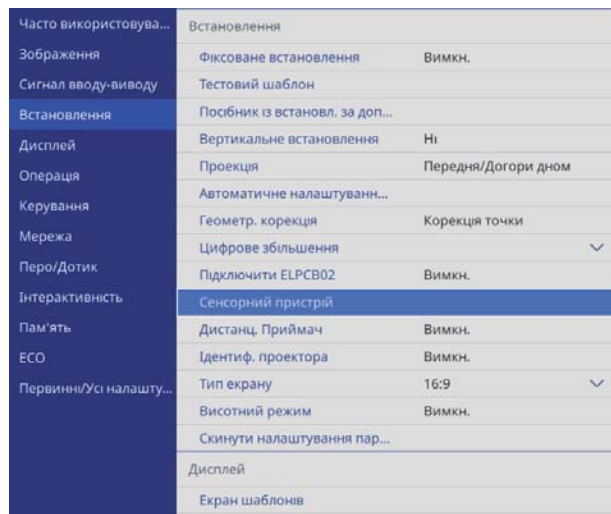 Часто використовува...
Зображення
Сигнал вводу-виводу
Встановлення
Дисплей
Операція
Керування
Мережа
Перо/Дотик
Інтерактивність
Пам'ять
ECO
Первинні/Усі налашту...
Встановлення
Фіксоване встановлення Вимкн.
Тестовий шаблон
Посібник із встановл. за доп...
Вертикальне встановлення Ні
Проекція Передня/Догори дном
Автоматичне налаштуванн...
Геометр. корекція Корекція точки
Цифрове збільшення
Підключити ELPCB02 Вимкн.
Сенсорний пристрій
Дистанц. Приймач Вимкн.
Ідентиф. проектора Вимкн.
Тип екрану 16:9
Висотний режим Вимкн.
Скинути налаштування пар...
Дисплей
Екран шаблонів